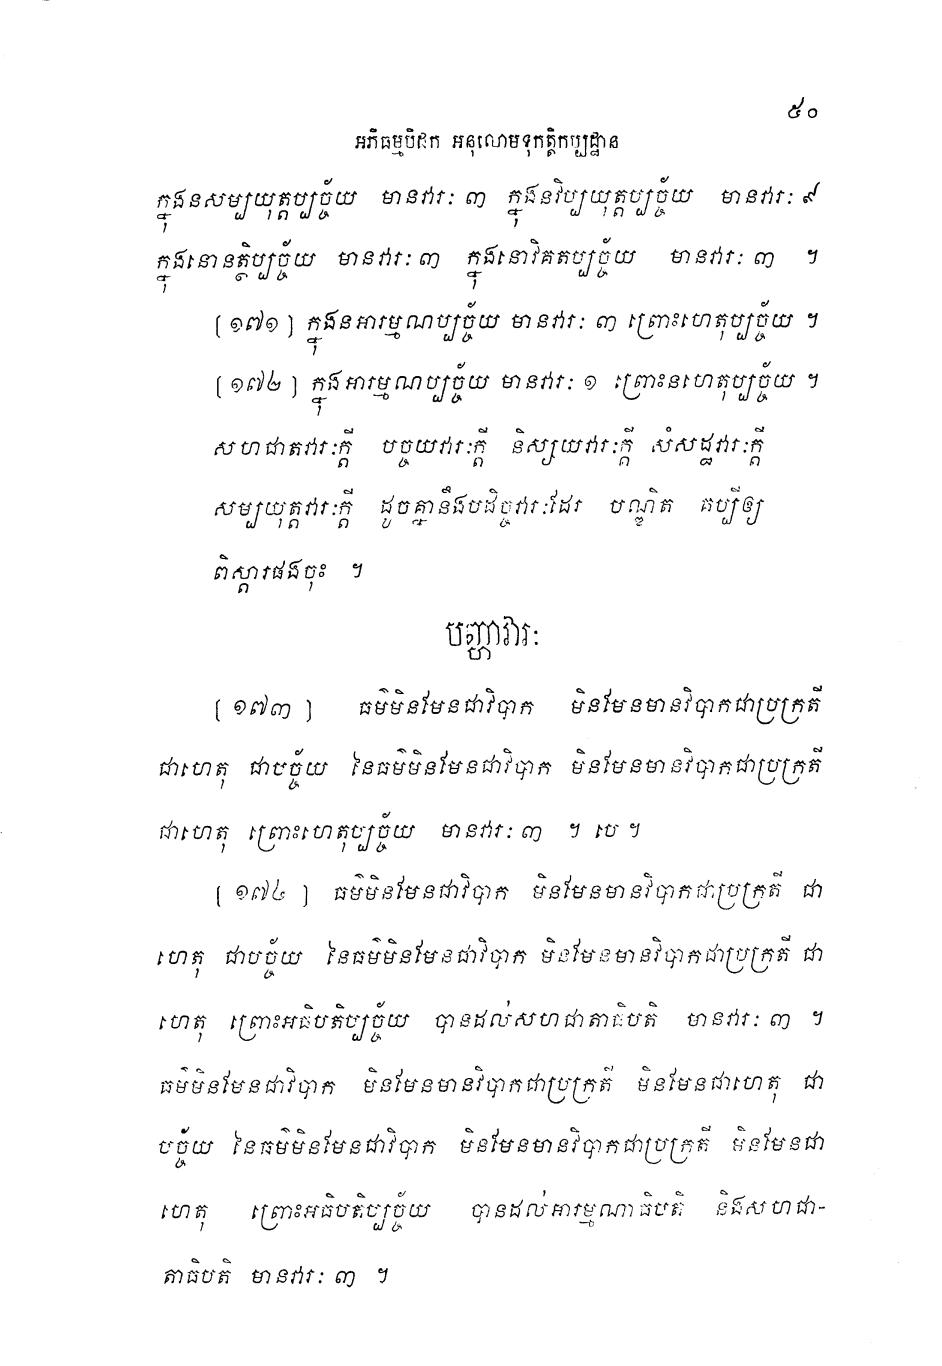 ៥០
អភិធម្មបិដក អនុលោមទុកត្តិកប្បដ្ឋាន
ក្នុងនសម្បយុត្តប្បច្ច័យ មានវារៈ ៣ ក្នុងនវិប្បយុត្តប្បច្ច័យ មានវារៈ ៩
ក្នុងនោនត្ថិប្បច្ច័យ មានវារៈ ៣ ក្នុងនោវិគតប្បច្ច័យ មានវារៈ ៣ ។
[ ១៧១ ] ក្នុងនអារម្មណប្បច្ច័យ មានវារៈ ៣ ព្រោះហេតុប្បច្ច័យ ។
[ ១៧២ ] ក្នុងអារម្មណប្បច្ច័យ មានវារៈ ១ ព្រោះនហេតុប្បច្ច័យ ។
សហជាតវារៈក្តី បច្ចយវារៈក្តី និស្សយវារៈក្តី សំសដ្ឋវារៈក្តី
សម្បយុត្តវារៈក្តី ដូចគ្នានឹងបដិច្ចវារៈដែរ បណ្ឌិត គប្បីឲ្យ
ពិស្តារផងចុះ ។
បញ្ហាវារៈ
[ ១៧៣ ] ធម៌មិនមែនជាវិបាក មិនមែនមានវិបាកជាប្រក្រតី
ជាហេតុ ជាបច្ច័យ នៃធម៌មិនមែនជាវិបាក មិនមែនមានវិបាកជាប្រក្រតី
ជាហេតុ ព្រោះហេតុប្បច្ច័យ មានវារៈ ៣ ។ បេ ។
[ ១៧៤ ] ធម៌មិនមែនជាវិបាក មិនមែនមានវិបាកជាប្រក្រតី ជា
ហេតុ ជាបច្ច័យ នៃធម៌មិនមែនជាវិបាក មិនមែនមានវិបាកជាប្រក្រតី ជា
ហេតុ ព្រោះអធិបតិប្បច្ច័យ បានដល់សហជាតាធិបតិ មានវារៈ ៣ ។
ធម៌មិនមែនជាវិបាក មិនមែនមានវិបាកជាប្រក្រតី មិនមែនជាហេតុ ជា
បច្ច័យ នៃធម៌មិនមែនជាវិបាក មិនមែនមានវិបាកជាប្រក្រតី មិនមែនជា
ហេតុ ព្រោះអធិបតិប្បច្ច័យ បានដល់អារម្មណាធិបតិ និងសហជា-
តាធិបតិ មានវារៈ ៣ ។